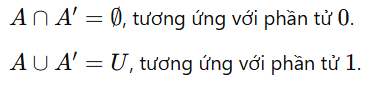 A ∩ A′ = ∅, tương ứng với phần tử 0.
A ∪ A′ = U, tương ứng với phần tử 1.